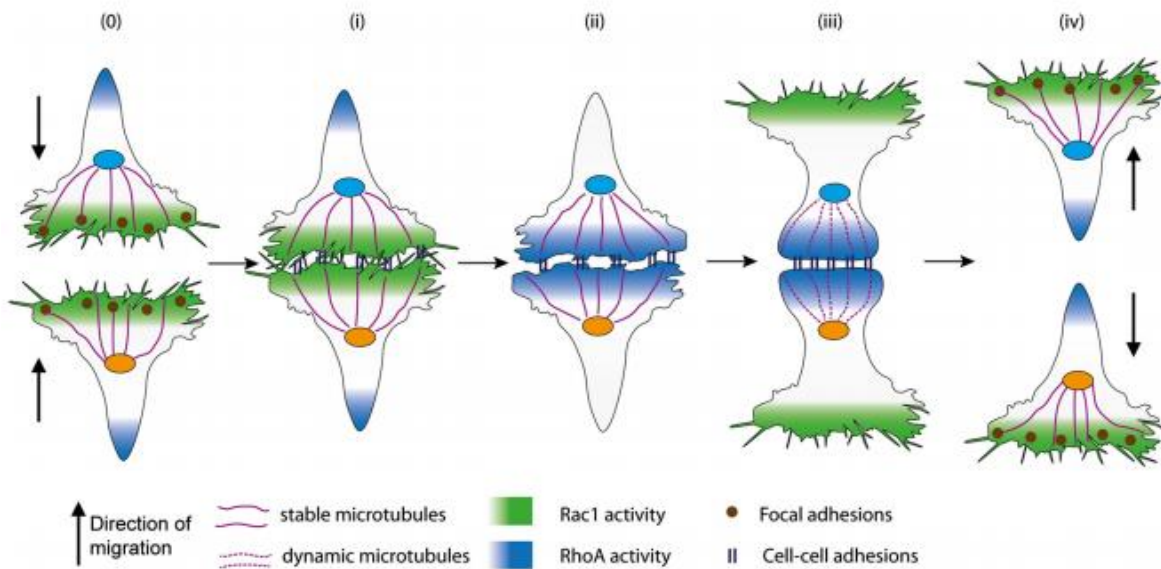 (0) (i) (ii) (iii) (iv)
Direction of
migration
stable microtubules
dynamic microtubules
Rac1 activity
RhoA activity
Focal adhesions
Cell-cell adhesions